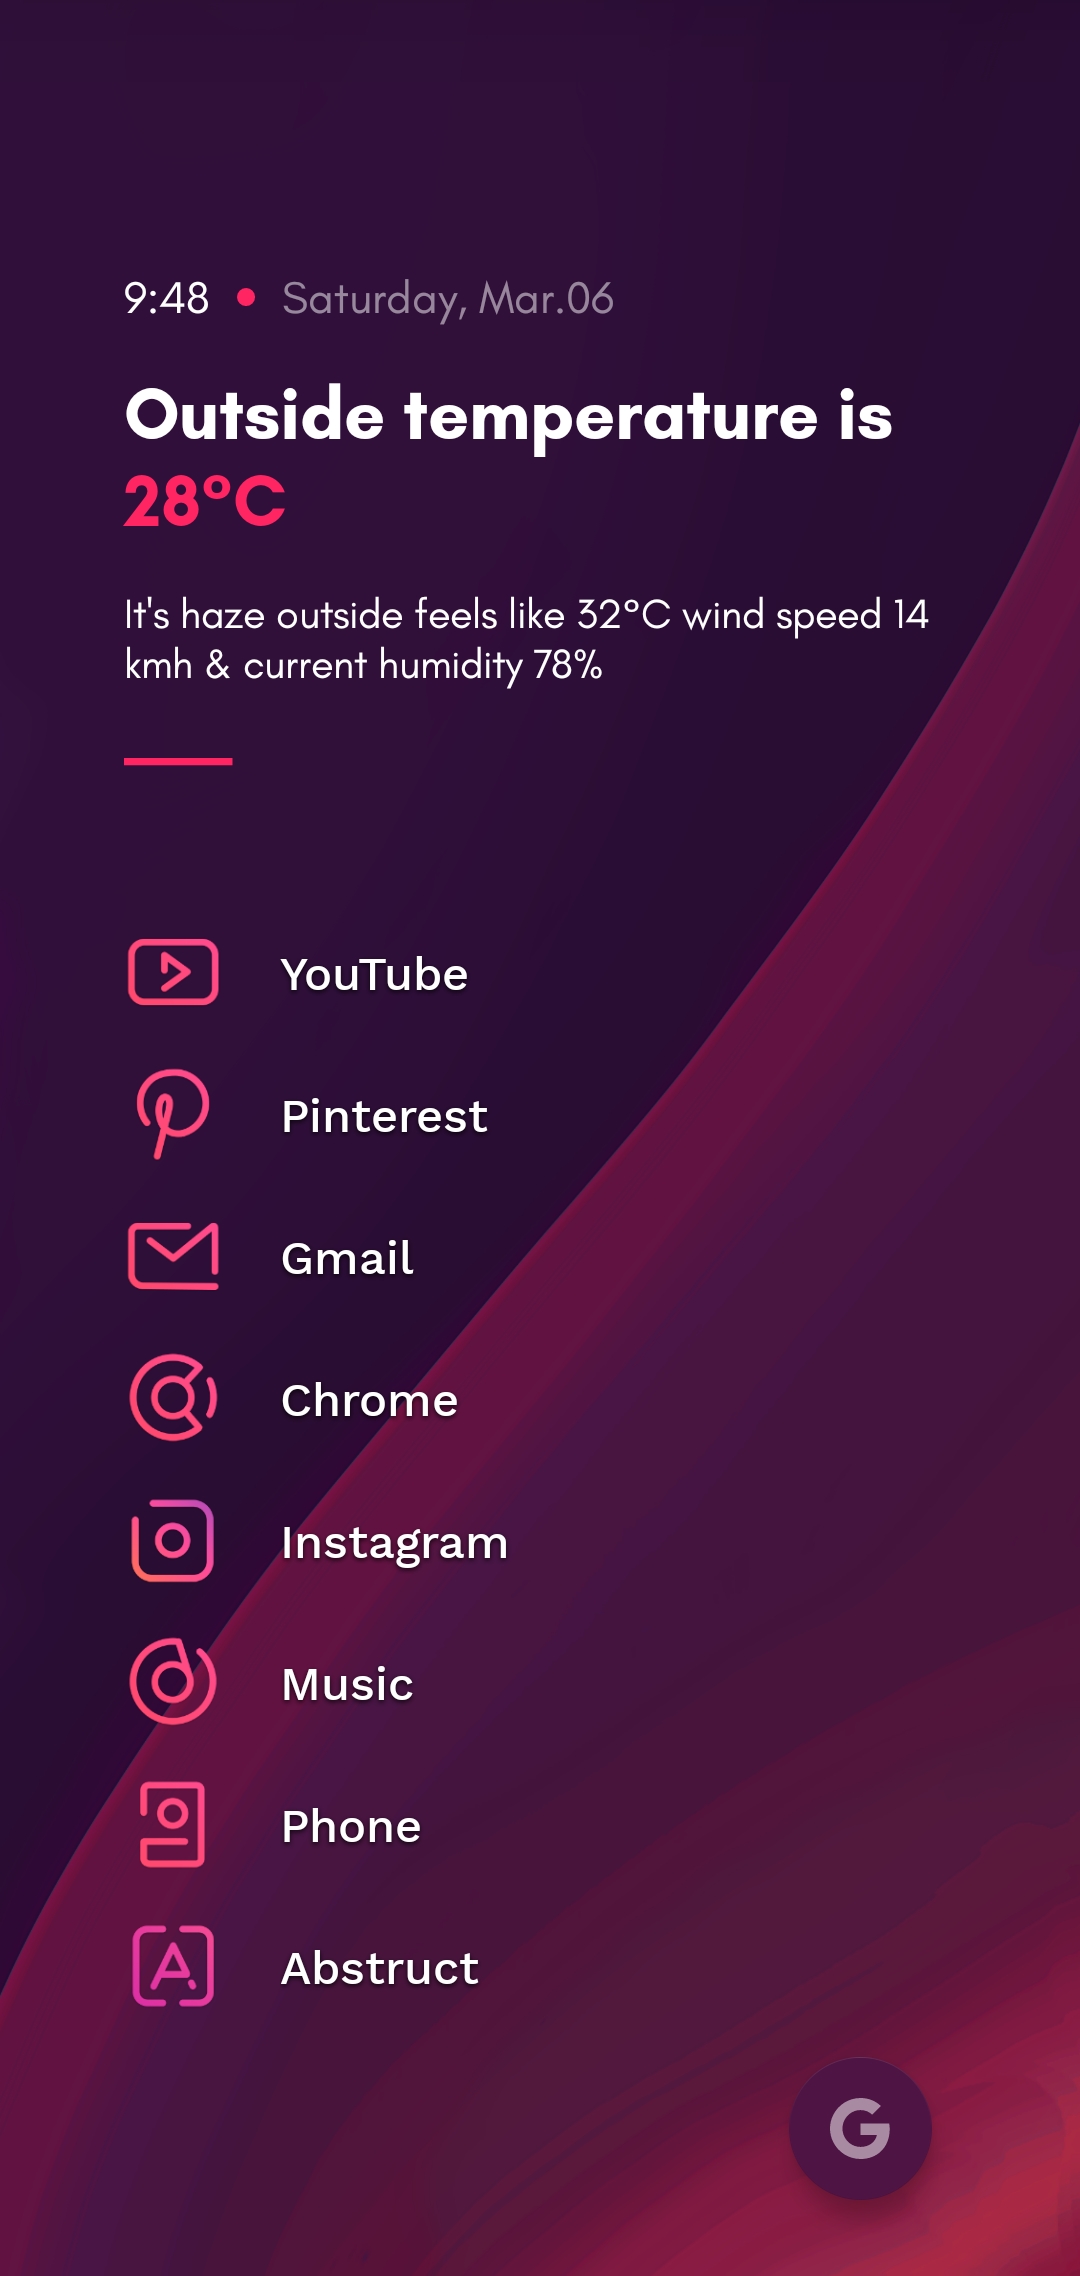 9:48 • Saturday, Mar.06
Outside temperature is
28°C
It's haze outside feels like 32°C wind speed 14
kmh & current humidity 78%
YouTube
Pinterest
Gmail
Chrome
Instagram
Music
Phone
A
Abstruct
G